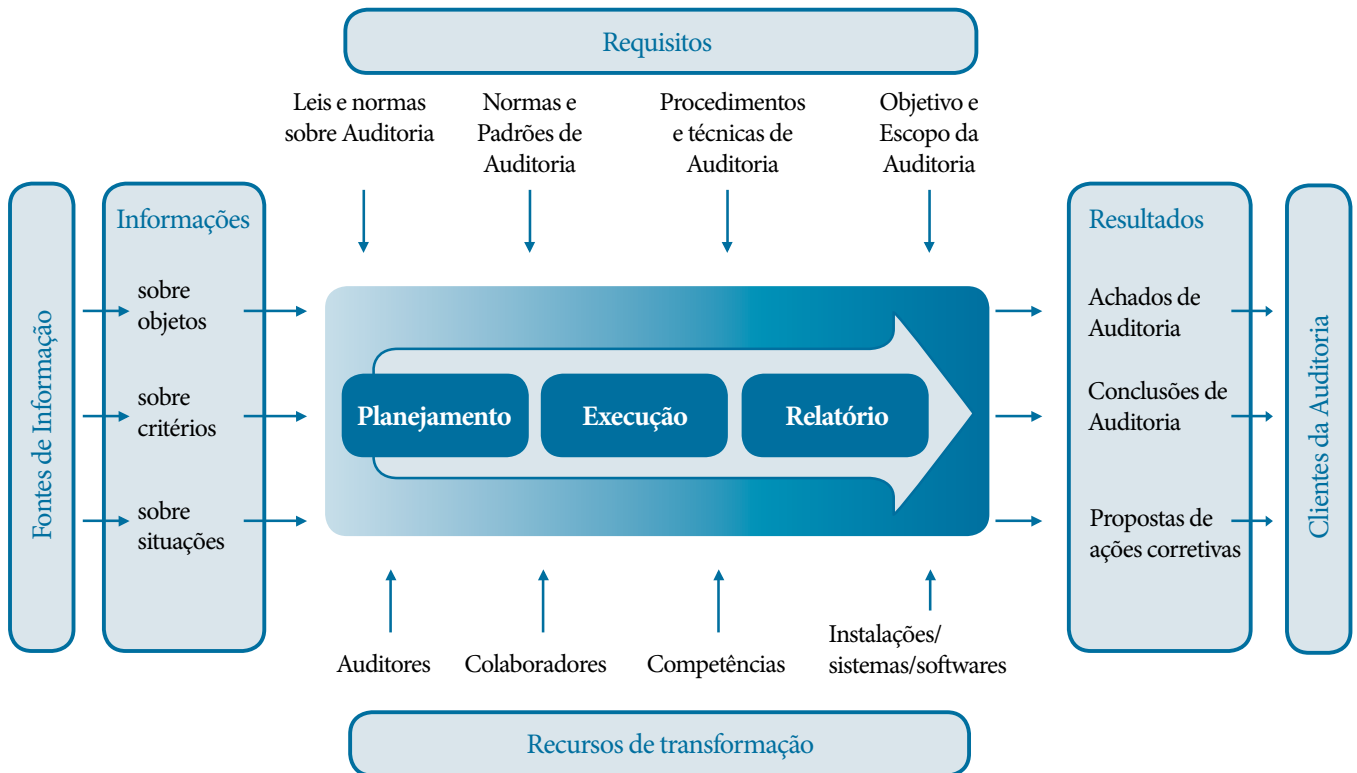 Requisitos
Leis e normas
sobre Auditoria
Normas e
Padrões de
Auditoria
Procedimentos
e técnicas de
Auditoria
Objetivo e
Escopo da
Auditoria
Fontes de Informação
Informações
sobre
objetos
sobre
critérios
sobre
situações
Planejamento
Execução
Relatório
Resultados
Achados de
Auditoria
Conclusões de
Auditoria
Propostas de
ações corretivas
Clientes da Auditoria
Auditores
Colaboradores
Competências
Instalações/
sistemas/softwares
Recursos de transformação